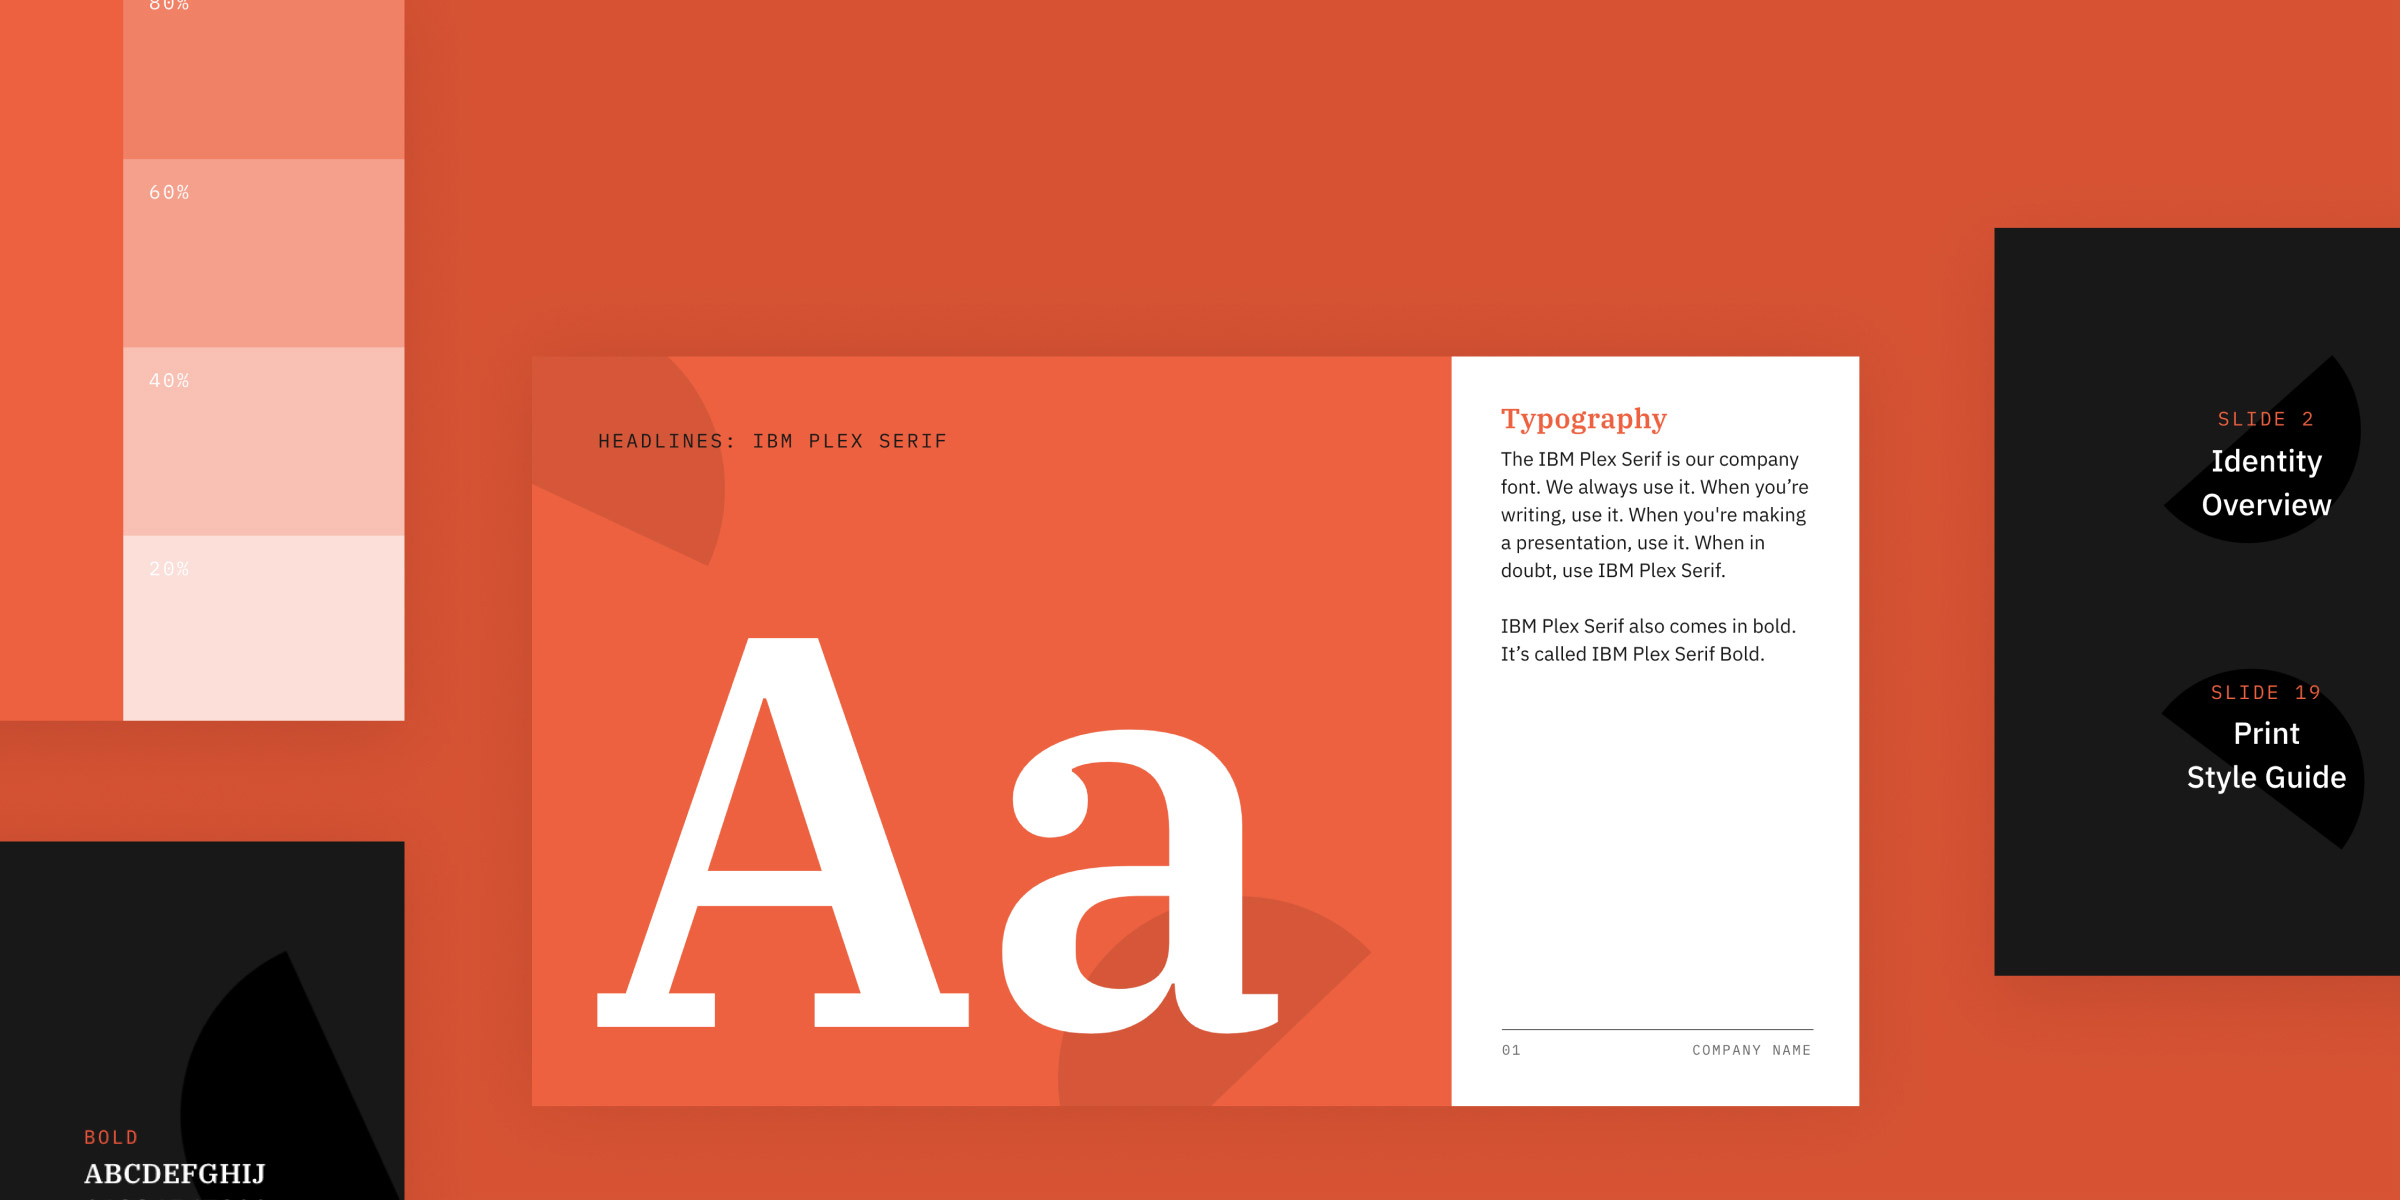 80%
60%
40%
20%
BOLD
ABCDEFGHIJ
HEADLINES: IBM PLEX SERIF
Aa
Typography
The IBM Plex Serif is our company
font. We always use it. When you’re
writing, use it. When you're making
a presentation, use it. When in
doubt, use IBM Plex Serif.
IBM Plex Serif also comes in bold.
It’s called IBM Plex Serif Bold.
01 COMPANY NAME
SLIDE 2
Identity
Overview
SLIDE 19
Print
Style Guide